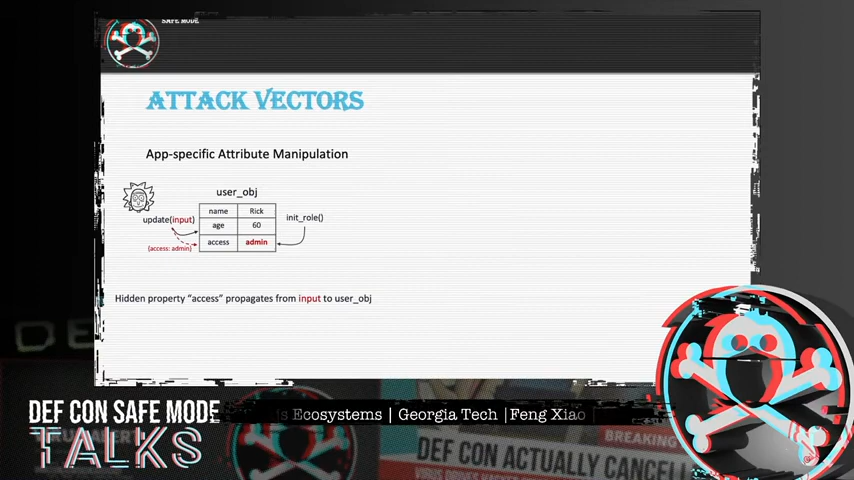 SAFE MODE
ATTACK VECTORS
App-specific Attribute Manipulation
user_obj
name Rick
update(input)
age 60
init_role()
access admin
{access: admin}
Hidden property "access" propagates from input to user_obj
DEF CON SAFE MODE
TALKS
js Ecosystems | Georgia Tech |Feng Xiao
BREAKING
DEF CON ACTUALLY CANCELL